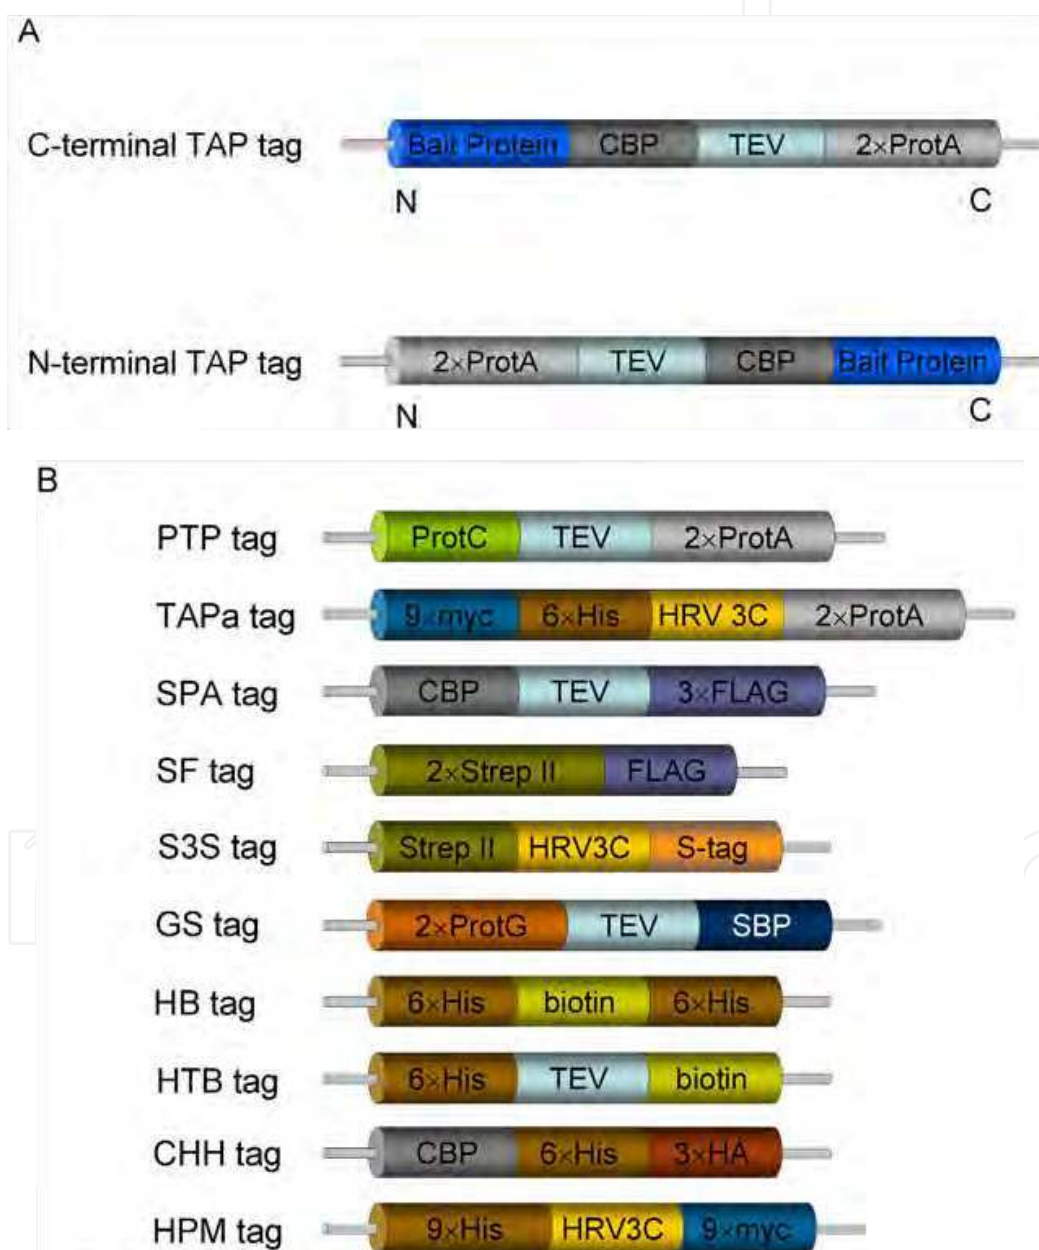 A
C-terminal TAP tag Bait Protein CBP TEV 2×ProtA
N C
N-terminal TAP tag 2×ProtA TEV CBP Bait Protein
N C
B
PTP tag ProtC TEV 2×ProtA
TAPa tag 9×myc 6×His HRV 3C 2×ProtA
SPA tag CBP TEV 3×FLAG
SF tag 2×Strep II FLAG
S3S tag Strep II HRV3C S-tag
GS tag 2×ProtG TEV SBP
HB tag 6×His biotin 6×His
HTB tag 6×His TEV biotin
CHH tag CBP 6×His 3×HA
HPM tag 9×His HRV3C 9×myc